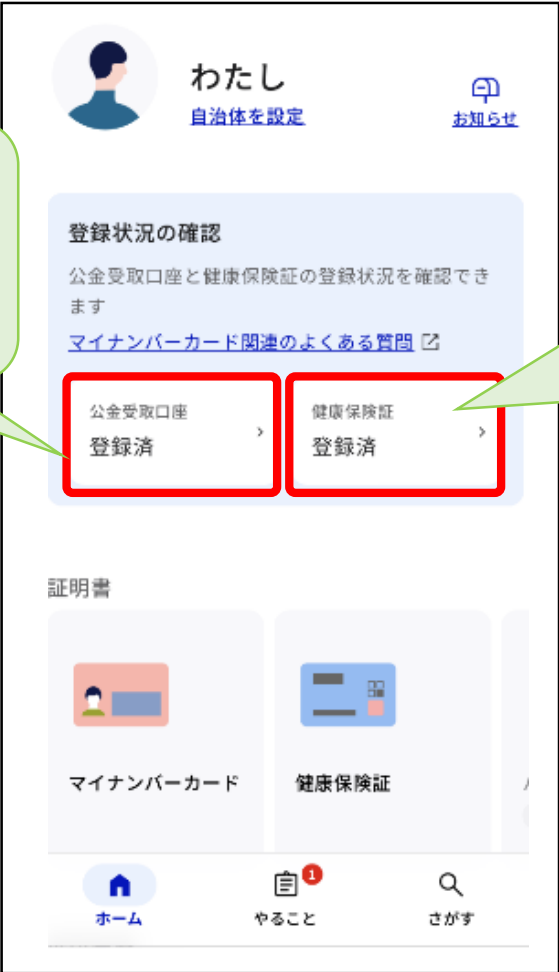 わたし
自治体を設定
お知らせ
登録状況の確認
公金受取口座と健康保険証の登録状況を確認でき
ます
マイナンバーカード関連のよくある質問
公金受取口座
登録済
健康保険証
登録済
証明書
マイナンバーカード
健康保険証
1
ホーム
やること
さがす